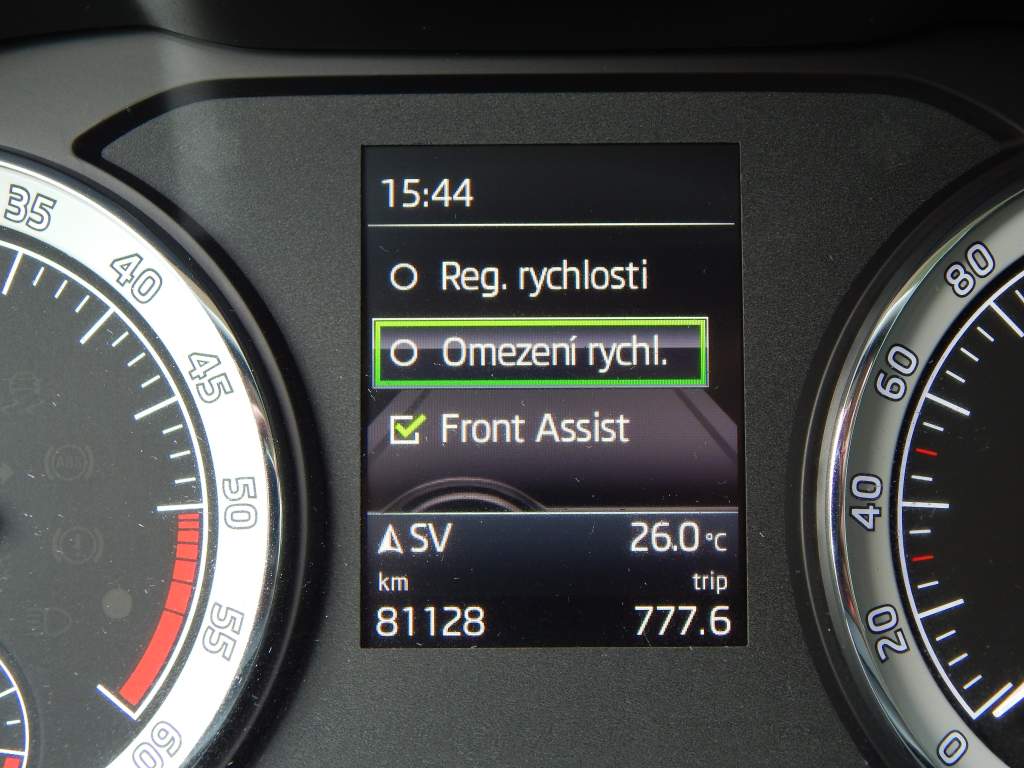 15:44
Reg. rychlosti
Omezení rychl.
Front Assist
SV 26.0 °C
km trip
81128 777.6
35
40
45
50
55
60
80
60
40
20
0